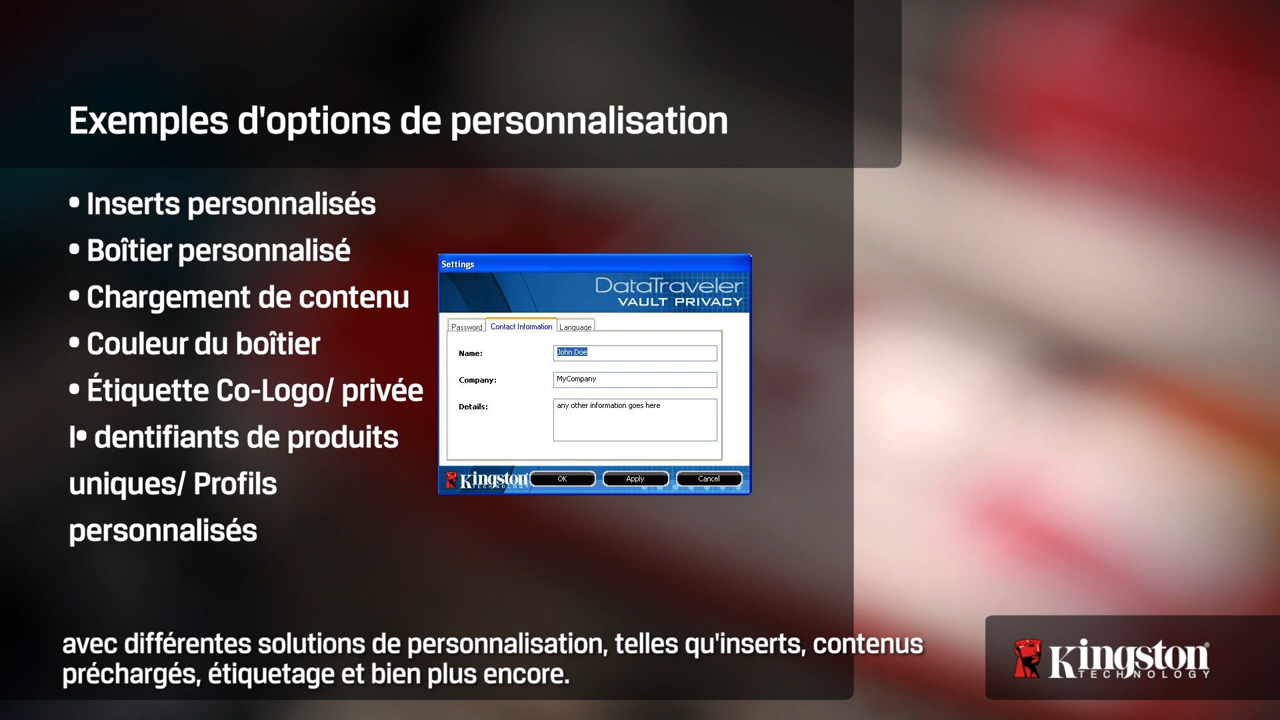 Exemples d'options de personnalisation
• Inserts personnalisés
• Boîtier personnalisé
• Chargement de contenu
• Couleur du boîtier
• Étiquette Co-Logo/ privée
I• dentifiants de produits
uniques/ Profils
personnalisés
Settings
DataTraveler
VAULT PRIVACY
Password Contact Information Language
Name: John Doe
Company: MyCompany
Details: any other information goes here
Kingston
TECHNOLOGY
OK Apply Cancel
avec différentes solutions de personnalisation, telles qu'inserts, contenus
préchargés, étiquetage et bien plus encore.
Kingston®
TECHNOLOGY